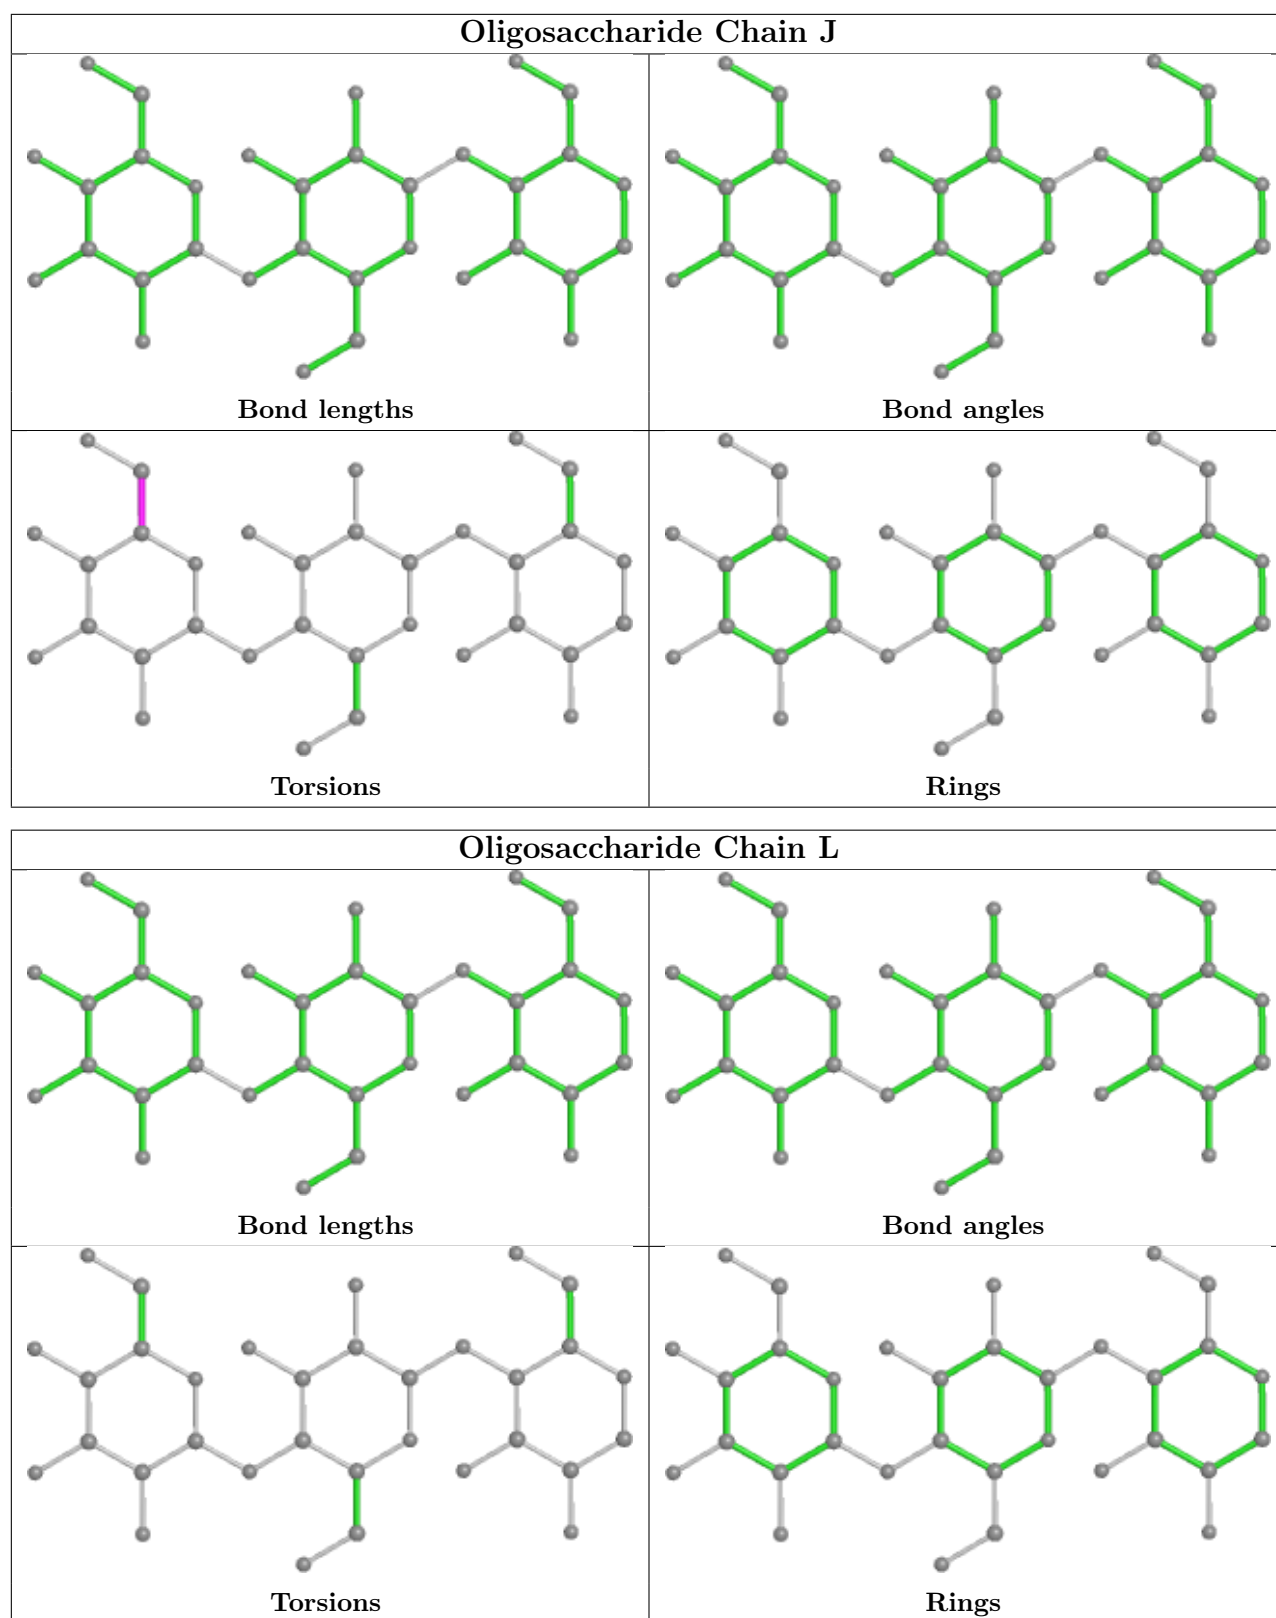 Oligosaccharide Chain J
Bond lengths
Bond angles
Torsions
Rings
Oligosaccharide Chain L
Bond lengths
Bond angles
Torsions
Rings